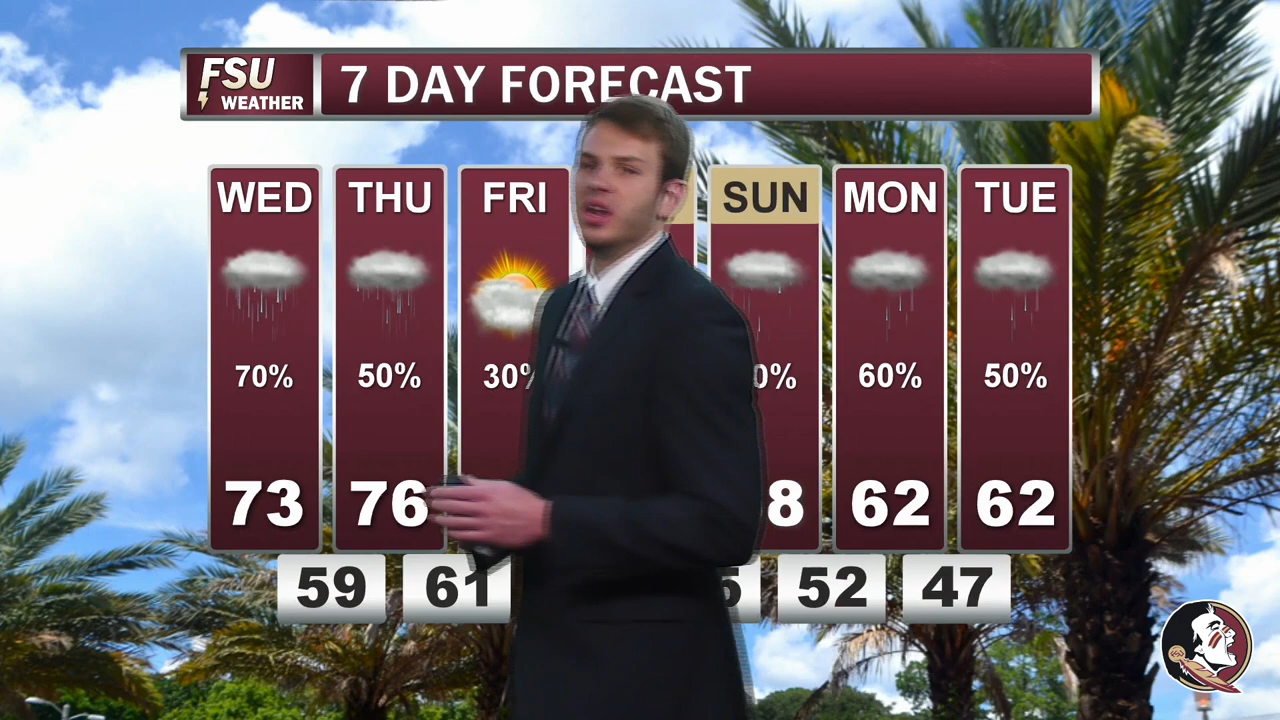 FSU
WEATHER
7 DAY FORECAST
WED THU FRI SUN MON TUE
70% 50% 60% 50%
73 76 62 62
59 61 52 47